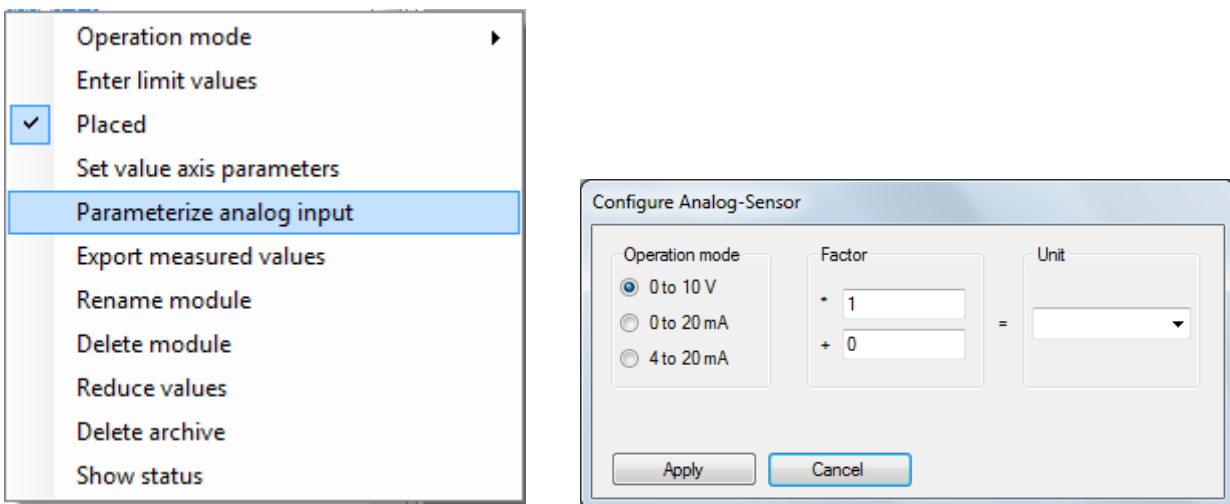 Operation mode
Enter limit values
Placed
Set value axis parameters
Parameterize analog input
Export measured values
Rename module
Delete module
Reduce values
Delete archive
Show status
Configure Analog-Sensor
Operation mode Factor Unit
0 to 10 V
* 1
0 to 20 mA =
+ 0
4 to 20 mA
Apply Cancel